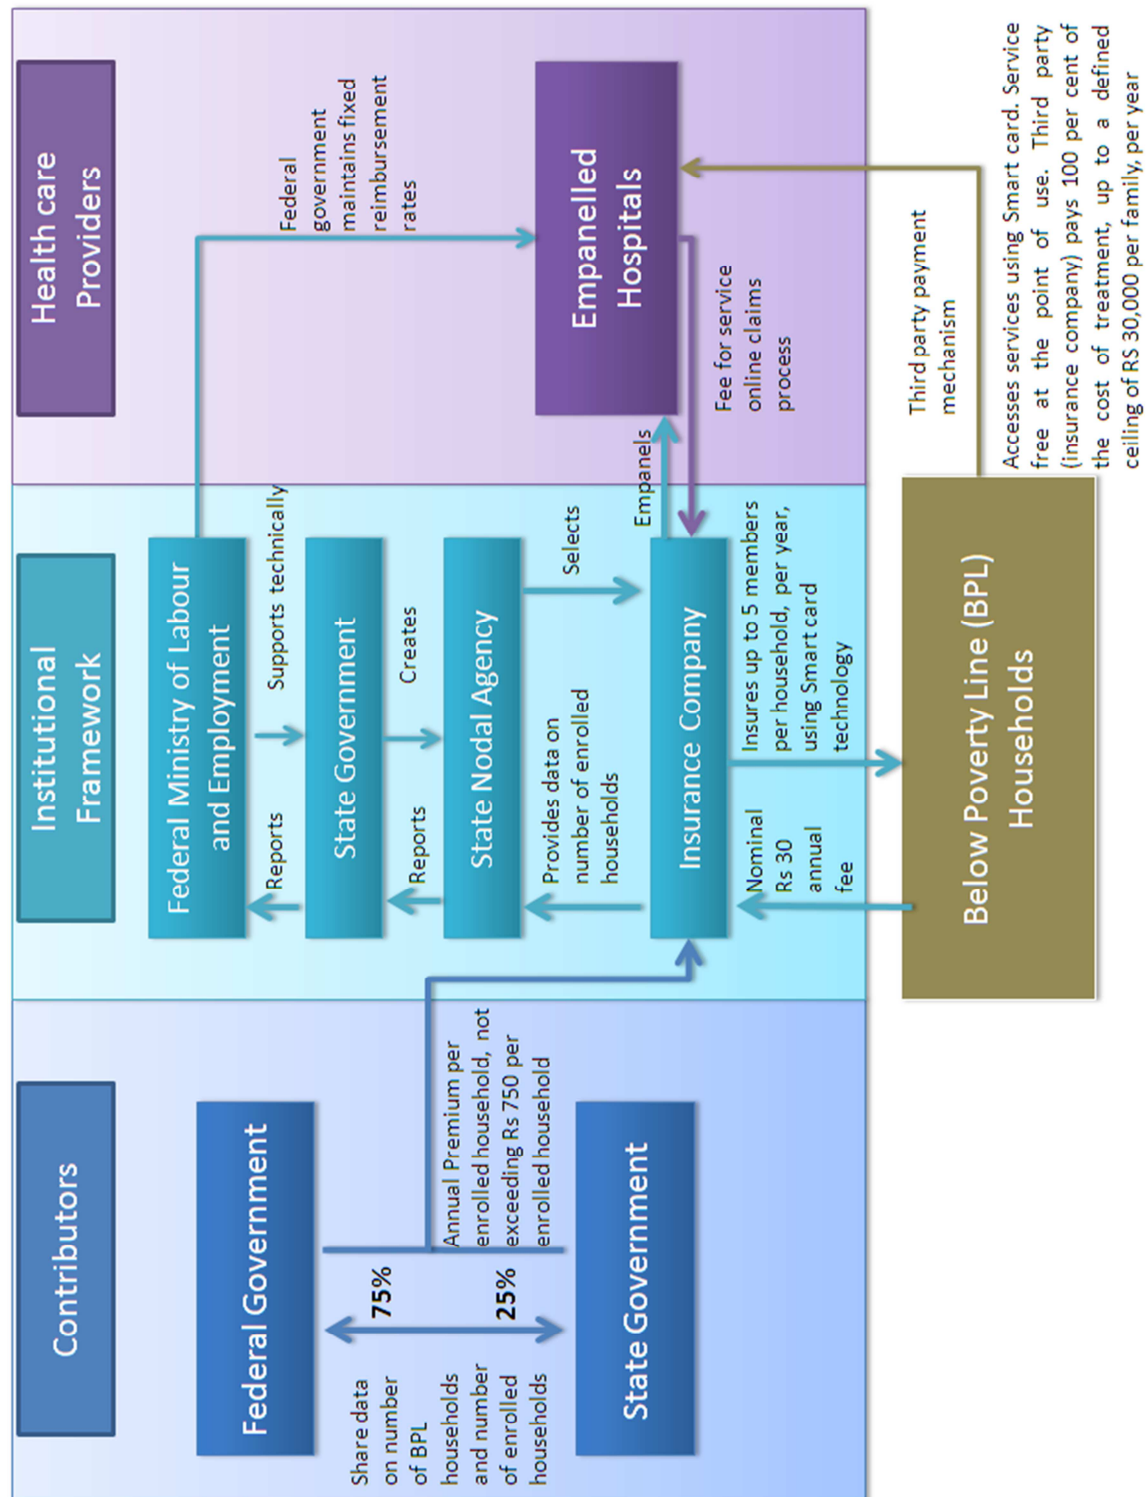 Contributors
Federal Government
Share data
on number
of BPL
households
and number
of enrolled
households
75%
25%
Annual Premium per
enrolled household, not
exceeding Rs 750 per
enrolled household
State Government
Institutional
Framework
Federal Ministry of Labour
and Employment
Reports
Supports technically
State Government
Reports
Creates
State Nodal Agency
Provides data on
number of enrolled
households
Selects
Insurance Company
Empanels
Nominal
Rs 30
annual
fee
Insures up to 5 members
per household, per year,
using Smart card
technology
Below Poverty Line (BPL)
Households
Health care
Providers
Federal
government
maintains fixed
reimbursement
rates
Empanelled
Hospitals
Fee for service
online claims
process
Third party payment
mechanism
Accesses services using Smart card. Service
free at the point of use. Third party
(insurance company) pays 100 per cent of
the cost of treatment, up to a defined
ceiling of RS 30,000 per family, per year